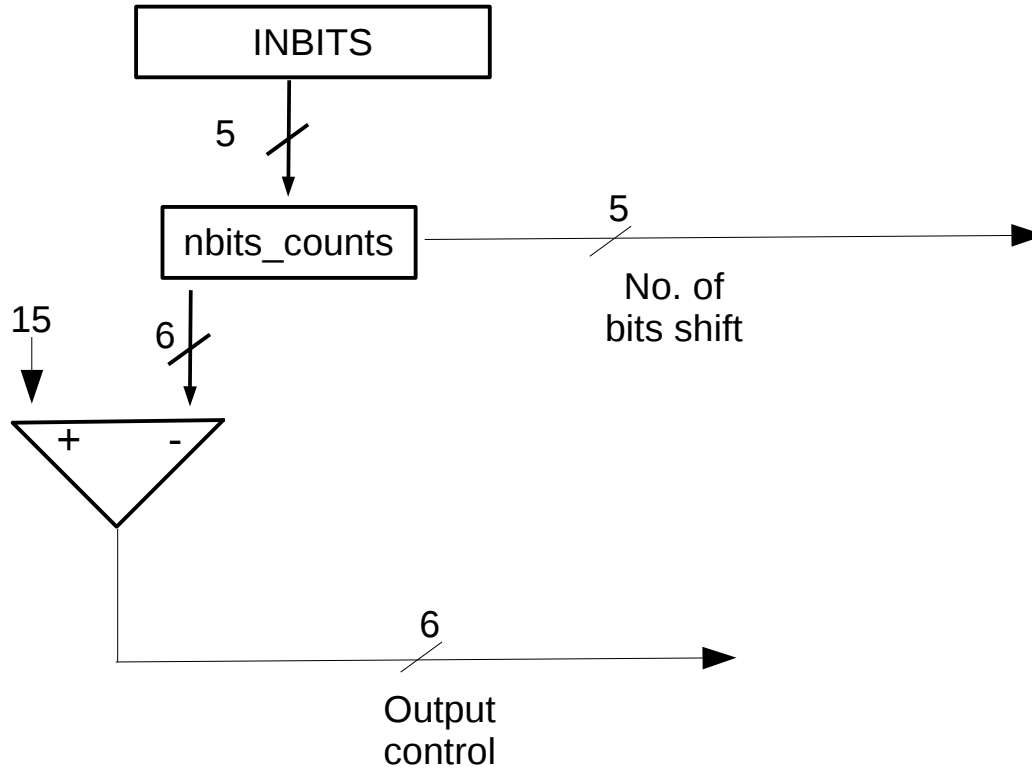 INBITS
5
nbits_counts
5
No. of
bits shift
15
6
+ -
6
Output
control